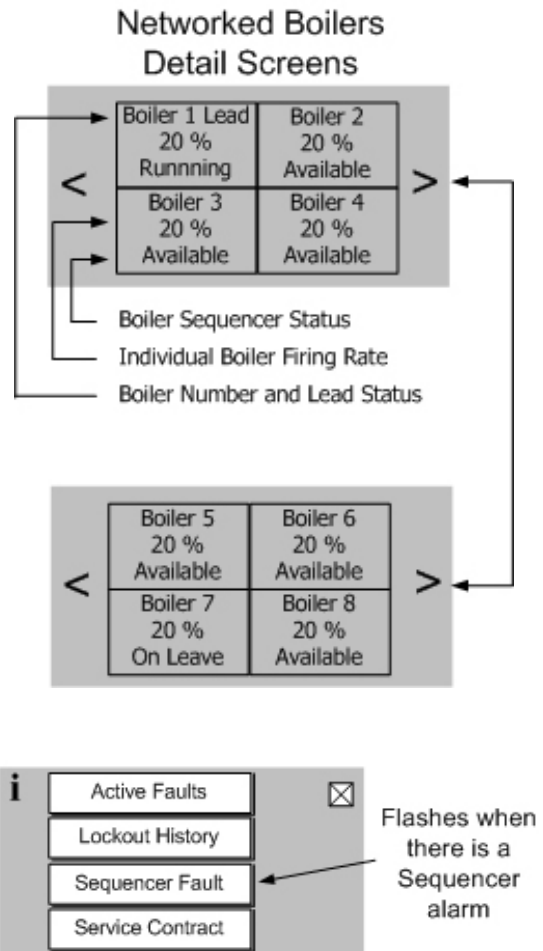 Networked Boilers
Detail Screens
Boiler 1 Lead
20 %
Runnning
Boiler 2
20 %
Available
<
>
Boiler 3
20 %
Available
Boiler 4
20 %
Available
Boiler Sequencer Status
Individual Boiler Firing Rate
Boiler Number and Lead Status
Boiler 5
20 %
Available
Boiler 6
20 %
Available
<
>
Boiler 7
20 %
On Leave
Boiler 8
20 %
Available
i
Active Faults
Lockout History
Sequencer Fault
Service Contract
Flashes when
there is a
Sequencer
alarm